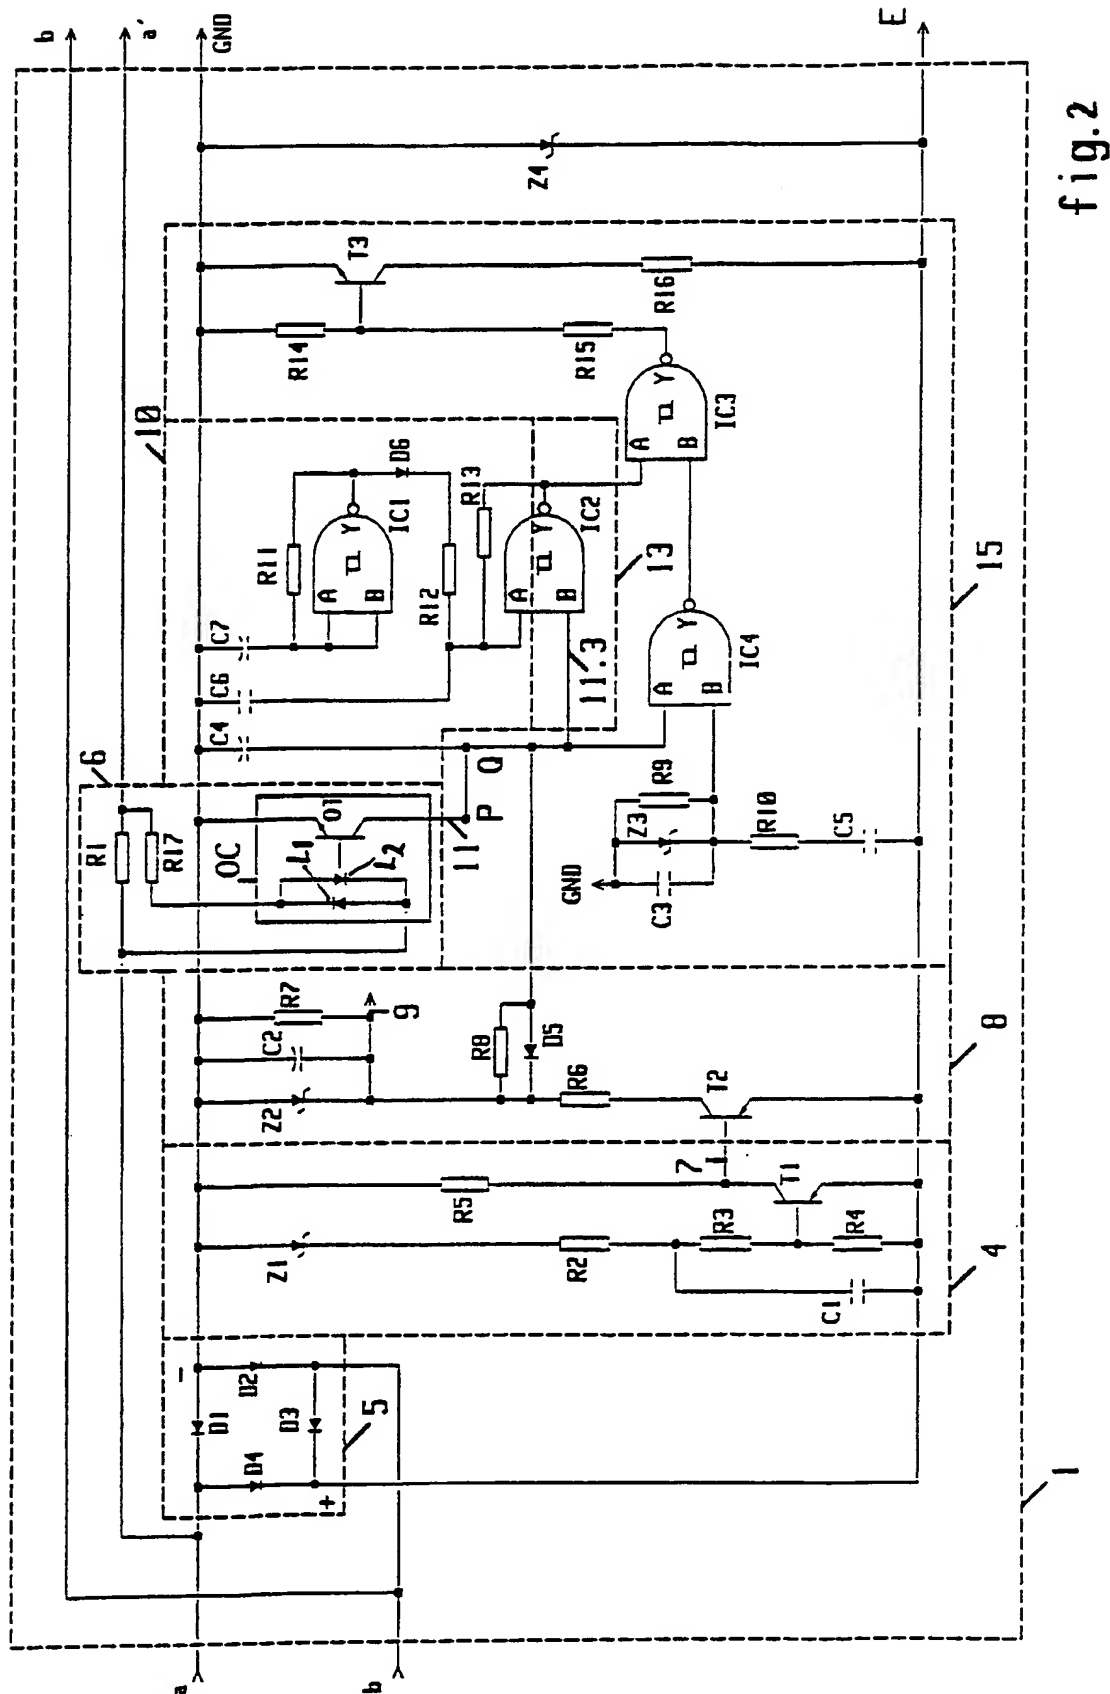 b
a'
GND
E
fig.2
Z4
T3
R14
R15
R16
10
D6
R13
R11
A
B
Y
IC1
R12
A
B
Y
IC2
A
B
Y
IC3
13
15
C7
C6
C4
11.3
A
B
Y
IC4
6
R1
R17
OC
OT
L1
L2
11
P
Q
R9
Z3
GND
C3
R10
C5
R7
C2
Z2
9
R8
D5
R6
T2
8
7
R5
Z1
T1
R3
R4
R2
C1
4
-
D2
D1
D3
D4
+
5
1
a
b